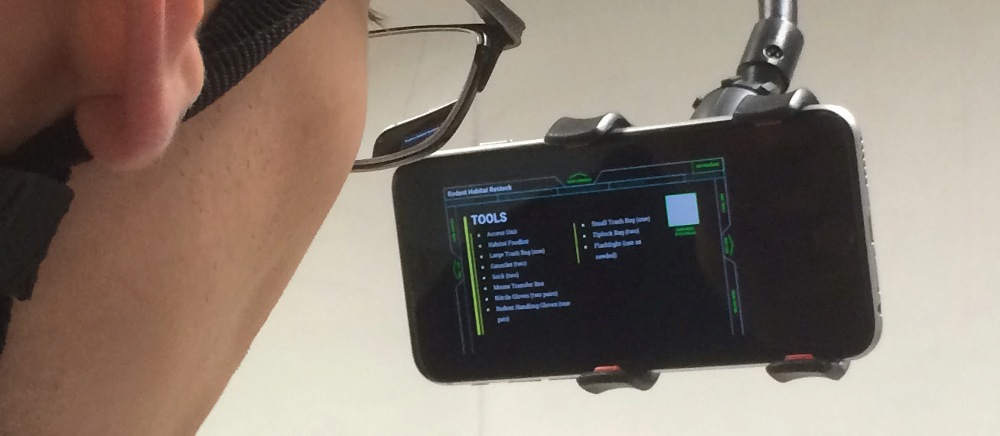 Rodent Habitat Restock
TOOLS
Access Unit
Habitat Foodbar
Large Trash Bag (one)
Gauntlet (two)
Sock (two)
Mouse Transfer Box
Nitrile Gloves (two pairs)
Rodent Handling Gloves (one
pair)
Small Trash Bag (one)
Ziplock Bag (two)
Flashlight (use as
needed)